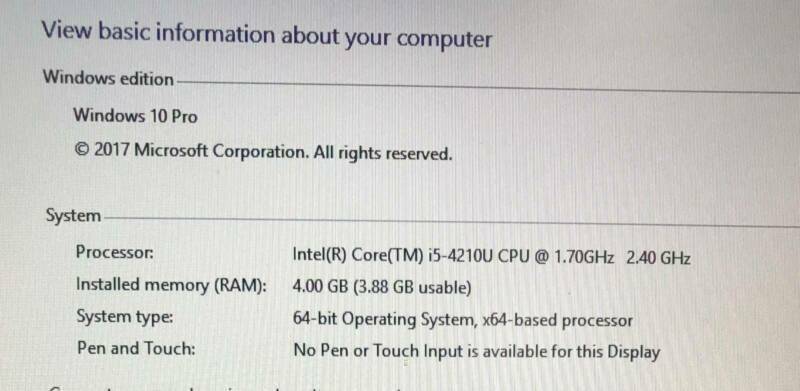 View basic information about your computer
Windows edition
Windows 10 Pro
© 2017 Microsoft Corporation. All rights reserved.
System
Processor: Intel(R) Core(TM) i5-4210U CPU @ 1.70GHz 2.40 GHz
Installed memory (RAM): 4.00 GB (3.88 GB usable)
System type: 64-bit Operating System, x64-based processor
Pen and Touch: No Pen or Touch Input is available for this Display